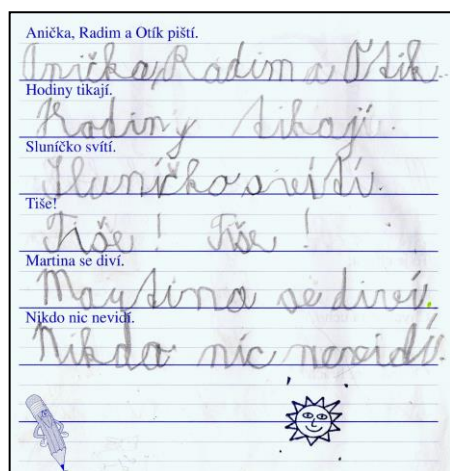 Anička, Radim a Otík piští.
Anička, Radim a Otík
Hodiny tikají.
Hodiny tikají.
Sluníčko svítí.
Sluníčko svítí.
Tiše!
Tiše! Tiše!
Martina se diví.
Martina se diví.
Nikdo nic nevidí.
Nikdo nic nevidí.